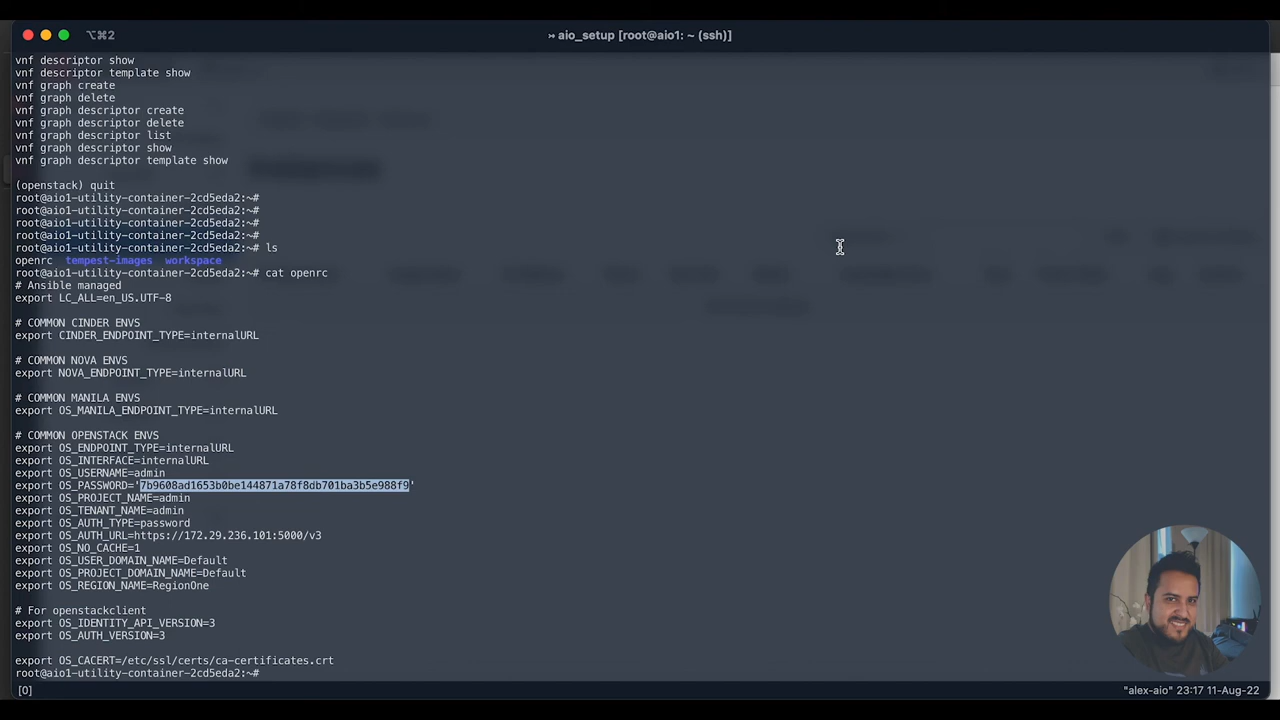 ⌥⌘2
aio_setup [root@aio1: ~ (ssh)]
vnf descriptor show
vnf descriptor template show
vnf graph create
vnf graph delete
vnf graph descriptor create
vnf graph descriptor delete
vnf graph descriptor list
vnf graph descriptor show
vnf graph descriptor template show
(openstack) quit
root@aio1-utility-container-2cd5eda2:~#
root@aio1-utility-container-2cd5eda2:~#
root@aio1-utility-container-2cd5eda2:~#
root@aio1-utility-container-2cd5eda2:~#
root@aio1-utility-container-2cd5eda2:~# ls
openrc tempest-images workspace
root@aio1-utility-container-2cd5eda2:~# cat openrc
# Ansible managed
export LC_ALL=en_US.UTF-8
# COMMON CINDER ENVS
export CINDER_ENDPOINT_TYPE=internalURL
# COMMON NOVA ENVS
export NOVA_ENDPOINT_TYPE=internalURL
# COMMON MANILA ENVS
export OS_MANILA_ENDPOINT_TYPE=internalURL
# COMMON OPENSTACK ENVS
export OS_ENDPOINT_TYPE=internalURL
export OS_INTERFACE=internalURL
export OS_USERNAME=admin
export OS_PASSWORD='7b9608ad1653b0be144871a78f8db701ba3b5e988f9'
export OS_PROJECT_NAME=admin
export OS_TENANT_NAME=admin
export OS_AUTH_TYPE=password
export OS_AUTH_URL=https://172.29.236.101:5000/v3
export OS_NO_CACHE=1
export OS_USER_DOMAIN_NAME=Default
export OS_PROJECT_DOMAIN_NAME=Default
export OS_REGION_NAME=RegionOne
# For openstackclient
export OS_IDENTITY_API_VERSION=3
export OS_AUTH_VERSION=3
export OS_CACERT=/etc/ssl/certs/ca-certificates.crt
root@aio1-utility-container-2cd5eda2:~#
[0] "alex-aio" 23:17 11-Aug-22